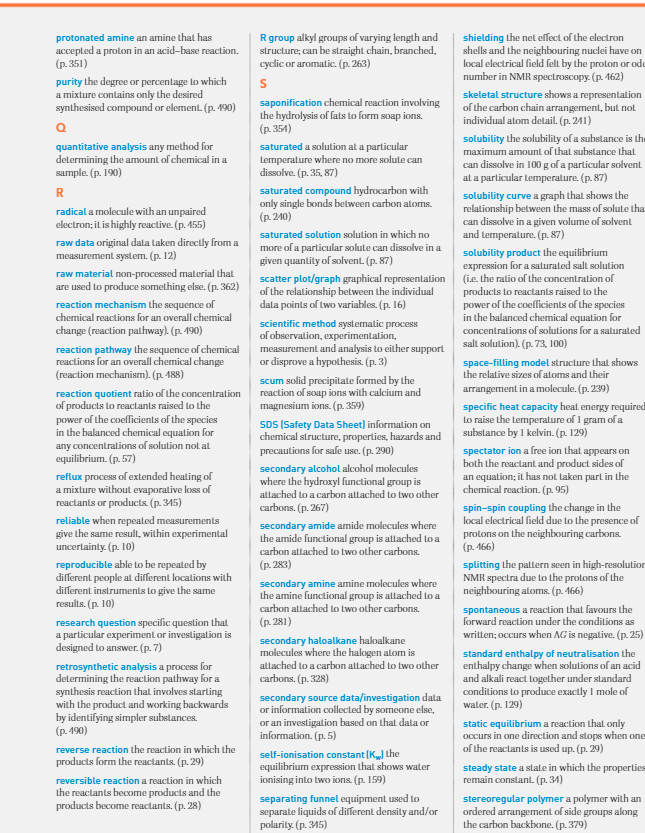 protonated amine an amine that has
accepted a proton in an acid–base reaction.
(p. 351)
purity the degree or percentage to which
a mixture contains only the desired
synthesised compound or element. (p. 490)
Q
quantitative analysis any method for
determining the amount of chemical in a
sample. (p. 190)
R
radical a molecule with an unpaired
electron; it is highly reactive. (p. 455)
raw data original data taken directly from a
measurement system. (p. 12)
raw material non-processed material that
are used to produce something else. (p. 362)
reaction mechanism the sequence of
chemical reactions for an overall chemical
change (reaction pathway). (p. 490)
reaction pathway the sequence of chemical
reactions for an overall chemical change
(reaction mechanism). (p. 488)
reaction quotient ratio of the concentration
of products to reactants raised to the
power of the coefficients of the species
in the balanced chemical equation for
any concentrations of solution not at
equilibrium. (p. 57)
reflux process of extended heating of
a mixture without evaporative loss of
reactants or products. (p. 345)
reliable when repeated measurements
give the same result, within experimental
uncertainty. (p. 10)
reproducible able to be repeated by
different people at different locations with
different instruments to give the same
results. (p. 10)
research question specific question that
a particular experiment or investigation is
designed to answer. (p. 7)
retrosynthetic analysis a process for
determining the reaction pathway for a
synthesis reaction that involves starting
with the product and working backwards
by identifying simpler substances.
(p. 490)
reverse reaction the reaction in which the
products form the reactants. (p. 29)
reversible reaction a reaction in which
the reactants become products and the
products become reactants. (p. 28)
R group alkyl groups of varying length and
structure; can be straight chain, branched,
cyclic or aromatic. (p. 263)
S
saponification chemical reaction involving
the hydrolysis of fats to form soap ions.
(p. 354)
saturated a solution at a particular
temperature where no more solute can
dissolve. (p. 35, 87)
saturated compound hydrocarbon with
only single bonds between carbon atoms.
(p. 240)
saturated solution solution in which no
more of a particular solute can dissolve in a
given quantity of solvent. (p. 87)
scatter plot/graph graphical representation
of the relationship between the individual
data points of two variables. (p. 16)
scientific method systematic process
of observation, experimentation,
measurement and analysis to either support
or disprove a hypothesis. (p. 3)
scum solid precipitate formed by the
reaction of soap ions with calcium and
magnesium ions. (p. 359)
SDS (Safety Data Sheet) information on
chemical structure, properties, hazards and
precautions for safe use. (p. 290)
secondary alcohol alcohol molecules
where the hydroxyl functional group is
attached to a carbon attached to two other
carbons. (p. 267)
secondary amide amide molecules where
the amide functional group is attached to a
carbon attached to two other carbons.
(p. 283)
secondary amine amine molecules where
the amine functional group is attached to a
carbon attached to two other carbons.
(p. 281)
secondary haloalkane haloalkane
molecules where the halogen atom is
attached to a carbon attached to two other
carbons. (p. 328)
secondary source data/investigation data
or information collected by someone else,
or an investigation based on that data or
information. (p. 5)
self-ionisation constant (Kw) the
equilibrium expression that shows water
ionising into two ions. (p. 159)
separating funnel equipment used to
separate liquids of different density and/or
polarity. (p. 345)
shielding the net effect of the electron
shells and the neighbouring nuclei have on
local electrical field felt by the proton or odd
number in NMR spectroscopy. (p. 462)
skeletal structure shows a representation
of the carbon chain arrangement, but not
individual atom detail. (p. 241)
solubility the solubility of a substance is the
maximum amount of that substance that
can dissolve in 100 g of a particular solvent
at a particular temperature. (p. 87)
solubility curve a graph that shows the
relationship between the mass of solute that
can dissolve in a given volume of solvent
and temperature. (p. 87)
solubility product the equilibrium
expression for a saturated salt solution
(i.e. the ratio of the concentration of
products to reactants raised to the
power of the coefficients of the species
in the balanced chemical equation for
concentrations of solutions for a saturated
salt solution). (p. 73, 100)
space-filling model structure that shows
the relative sizes of atoms and their
arrangement in a molecule. (p. 239)
specific heat capacity heat energy required
to raise the temperature of 1 gram of a
substance by 1 kelvin. (p. 129)
spectator ion a free ion that appears on
both the reactant and product sides of
an equation; it has not taken part in the
chemical reaction. (p. 95)
spin–spin coupling the change in the
local electrical field due to the presence of
protons on the neighbouring carbons.
(p. 466)
splitting the pattern seen in high-resolution
NMR spectra due to the protons of the
neighbouring atoms. (p. 466)
spontaneous a reaction that favours the
forward reaction under the conditions as
written; occurs when ΔG is negative. (p. 25)
standard enthalpy of neutralisation the
enthalpy change when solutions of an acid
and alkali react together under standard
conditions to produce exactly 1 mole of
water. (p. 129)
static equilibrium a reaction that only
occurs in one direction and stops when one
of the reactants is used up. (p. 29)
steady state a state in which the properties
remain constant. (p. 34)
stereoregular polymer a polymer with an
ordered arrangement of side groups along
the carbon backbone. (p. 379)